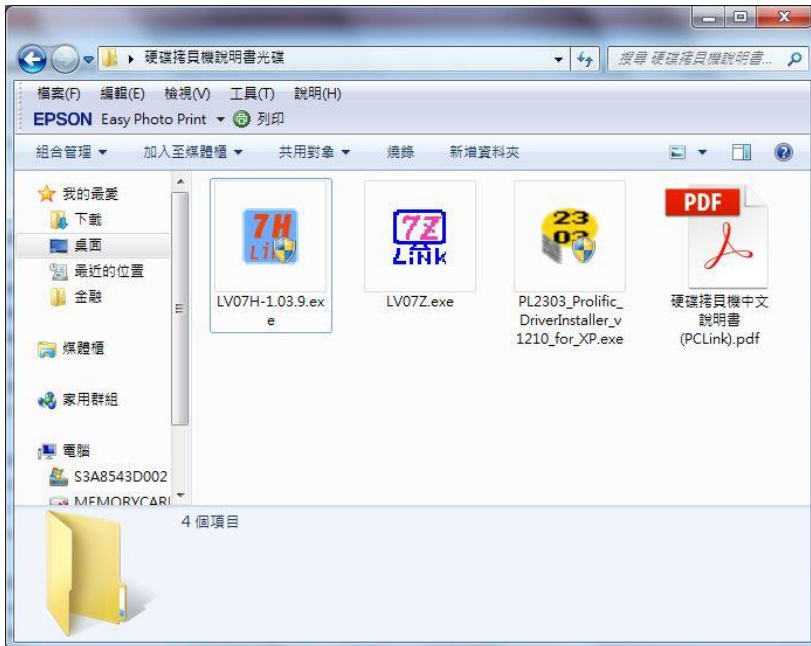 硬碟拷貝機說明書光碟
搜尋 硬碟拷貝機說明書...
檔案(F) 編輯(E) 檢視(V) 工具(T) 說明(H)
EPSON Easy Photo Print 列印
組合管理 加入至媒體櫃 共用對象 燒錄 新增資料夾
我的最愛
下載
桌面
最近的位置
金融
媒體櫃
家用群組
電腦
S3A8543D002
MEMORYCARD
7H
Link
LV07H-1.03.9.ex
e
7Z
LiNk
LV07Z.exe
23
03
PL2303_Prolific_
DriverInstaller_v
1210_for_XP.exe
PDF
硬碟拷貝機中文
說明書
(PCLink).pdf
4 個項目